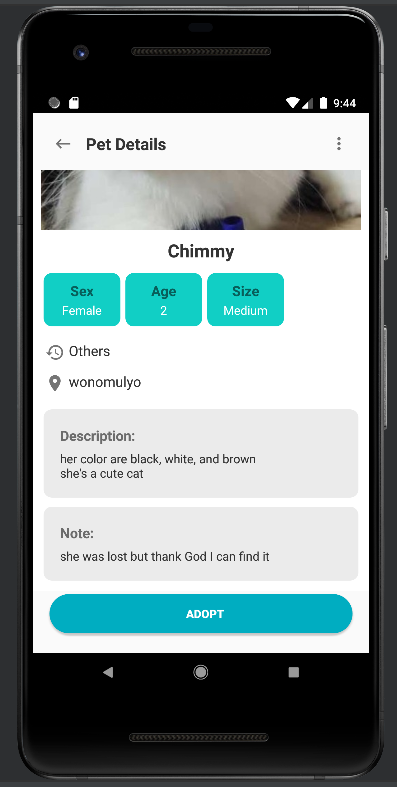 9:44
Pet Details
Chimmy
Sex
Female
Age
2
Size
Medium
Others
wonomulyo
Description:
her color are black, white, and brown
she's a cute cat
Note:
she was lost but thank God I can find it
ADOPT